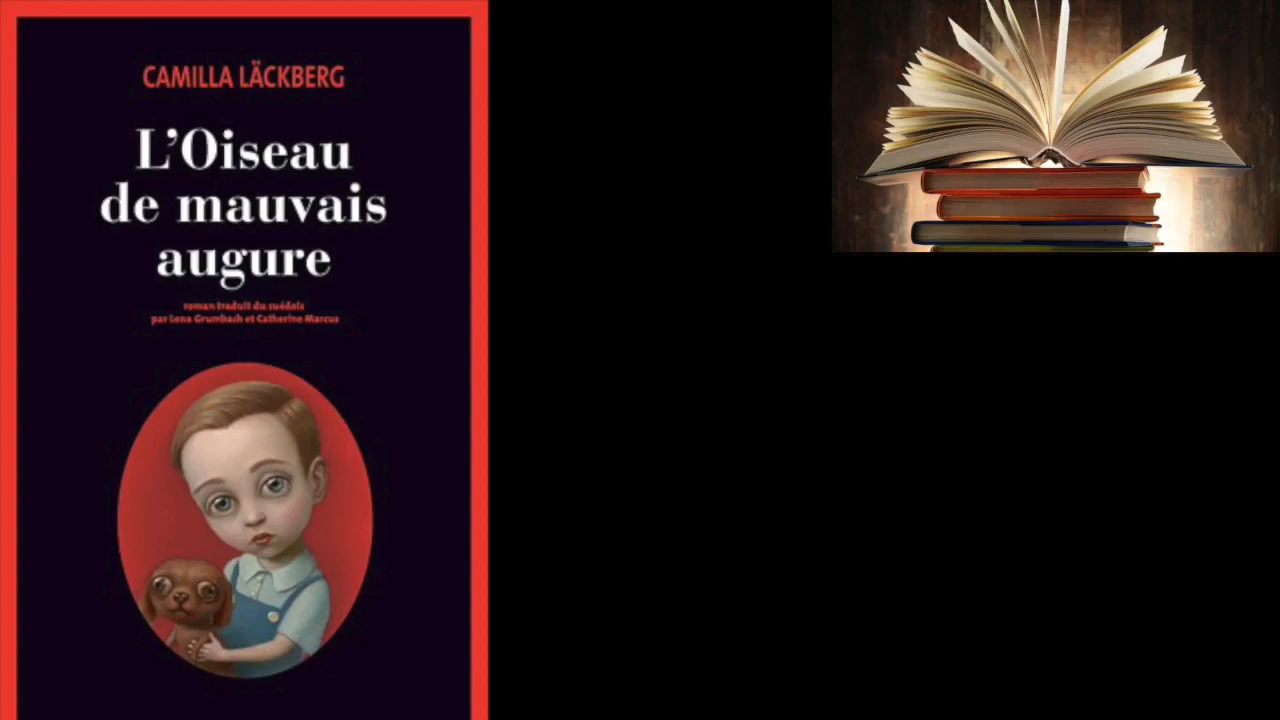 CAMILLA LÄCKBERG
L'Oiseau
de mauvais
augure
roman traduit du suédois
par Lena Grumbach et Catherine Marcus